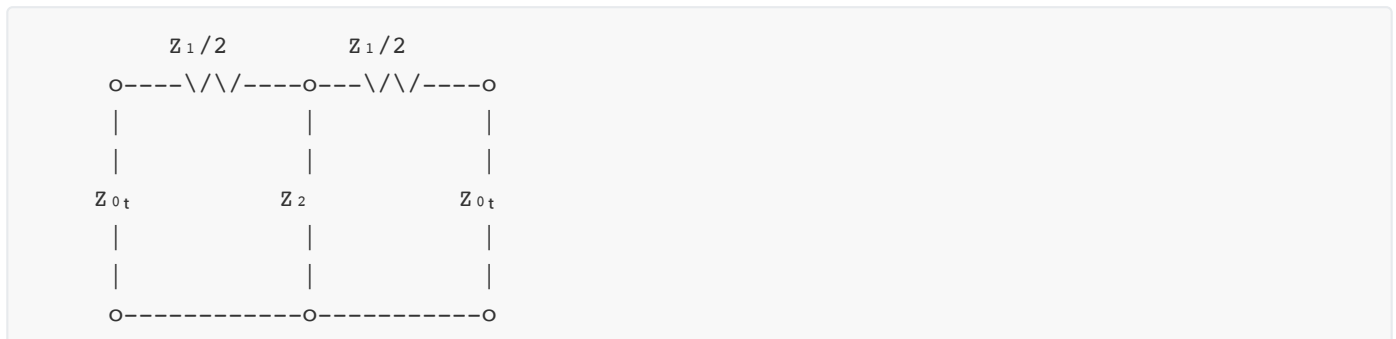 Z₁/2 Z₁/2
o----\/\/----o---\/\/----o
| | |
| | |
Z₀ₜ Z₂ Z₀ₜ
| | |
| | |
o------------o-----------o